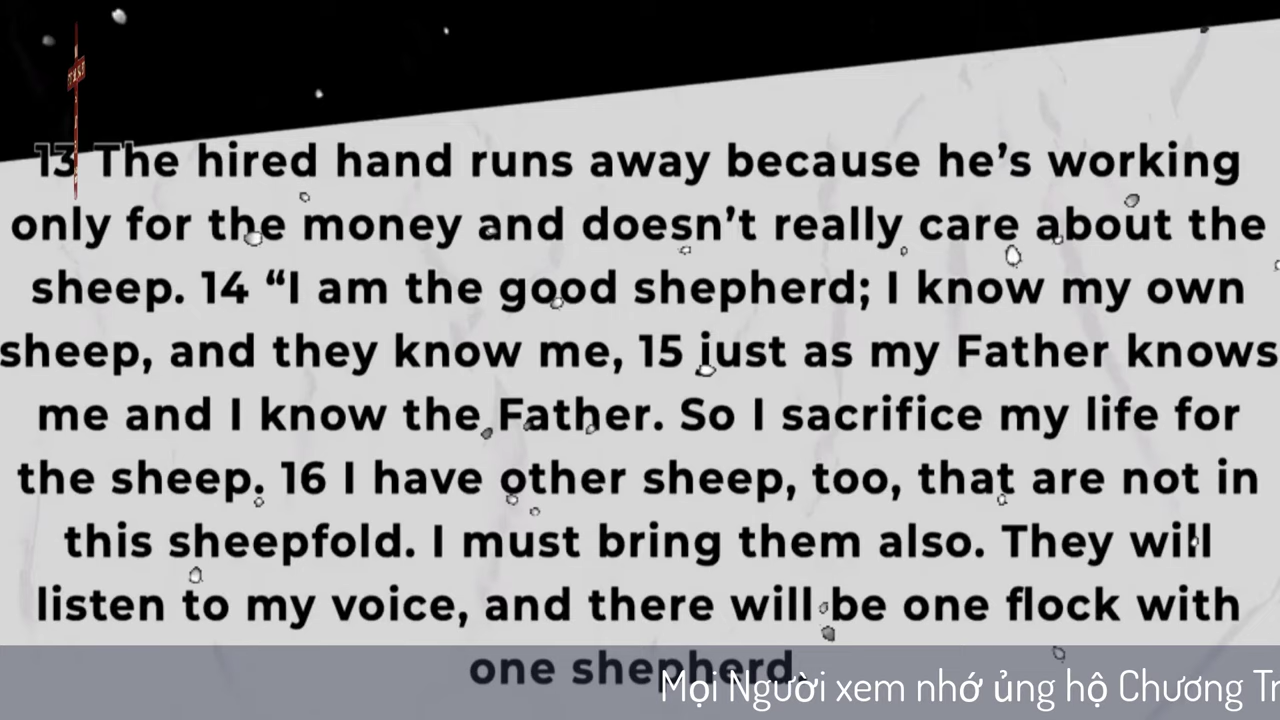 13 The hired hand runs away because he’s working
only for the money and doesn’t really care about the
sheep. 14 “I am the good shepherd; I know my own
sheep, and they know me, 15 just as my Father knows
me and I know the Father. So I sacrifice my life for
the sheep. 16 I have other sheep, too, that are not in
this sheepfold. I must bring them also. They will
listen to my voice, and there will be one flock with
one shepherd.
Mọi Người xem nhớ ủng hộ Chương